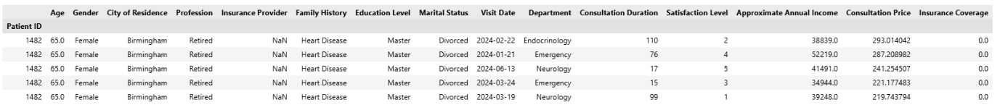 Age Gender City of Residence Profession Insurance Provider Family History Education Level Marital Status Visit Date Department Consultation Duration Satisfaction Level Approximate Annual Income Consultation Price Insurance Coverage
Patient ID
1482 65.0 Female Birmingham Retired NaN Heart Disease Master Divorced 2024-02-22 Endocrinology 110 2 38839.0 293.014042 0.0
1482 65.0 Female Birmingham Retired NaN Heart Disease Master Divorced 2024-01-21 Emergency 76 4 52219.0 287.208982 0.0
1482 65.0 Female Birmingham Retired NaN Heart Disease Master Divorced 2024-06-13 Neurology 17 5 41491.0 241.254507 0.0
1482 65.0 Female Birmingham Retired NaN Heart Disease Master Divorced 2024-03-24 Emergency 15 3 34944.0 221.177483 0.0
1482 65.0 Female Birmingham Retired NaN Heart Disease Master Divorced 2024-03-19 Neurology 99 1 39248.0 219.743794 0.0